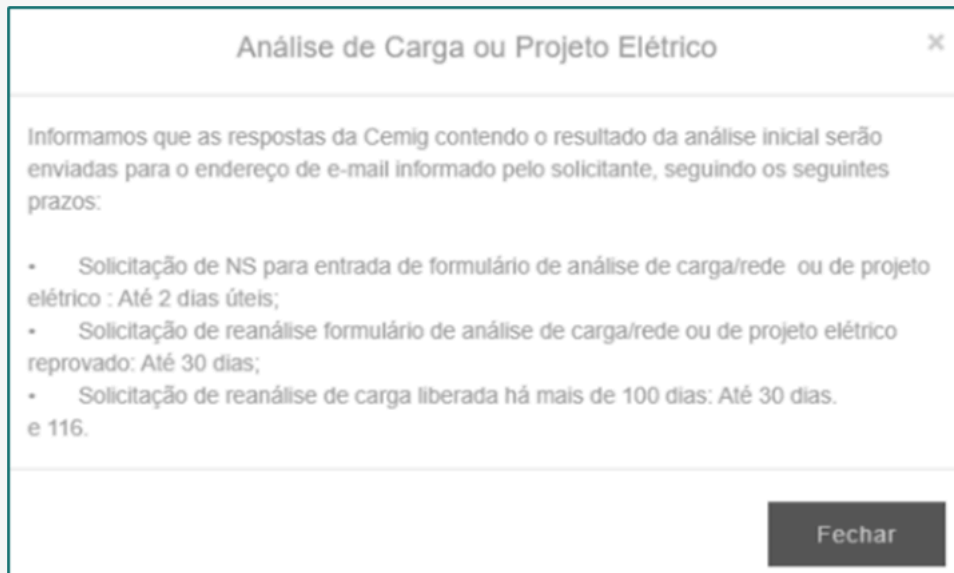 Análise de Carga ou Projeto Elétrico ×
Informamos que as respostas da Cemig contendo o resultado da análise inicial serão
enviadas para o endereço de e-mail informado pelo solicitante, seguindo os seguintes
prazos:
- Solicitação de NS para entrada de formulário de análise de carga/rede ou de projeto
elétrico : Até 2 dias úteis;
- Solicitação de reanálise formulário de análise de carga/rede ou de projeto elétrico
reprovado: Até 30 dias;
- Solicitação de reanálise de carga liberada há mais de 100 dias: Até 30 dias.
e 116.
Fechar